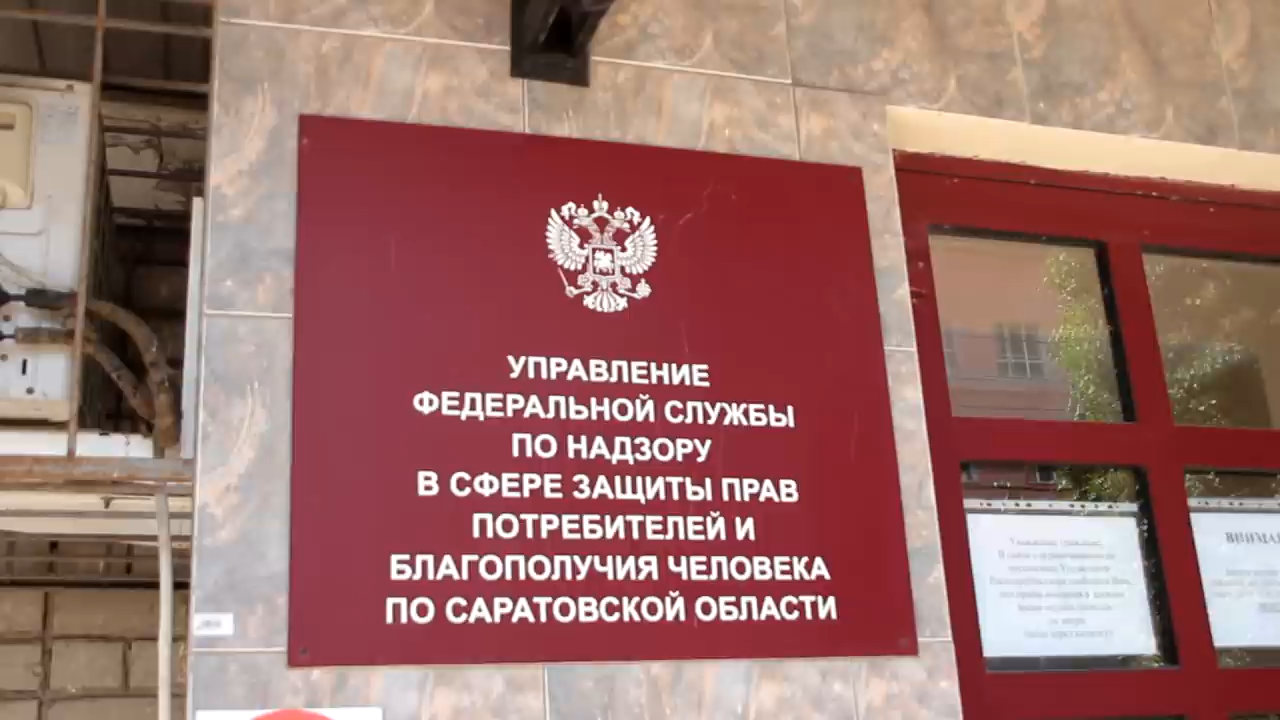 УПРАВЛЕНИЕ
ФЕДЕРАЛЬНОЙ СЛУЖБЫ
ПО НАДЗОРУ
В СФЕРЕ ЗАЩИТЫ ПРАВ
ПОТРЕБИТЕЛЕЙ И
БЛАГОПОЛУЧИЯ ЧЕЛОВЕКА
ПО САРАТОВСКОЙ ОБЛАСТИ